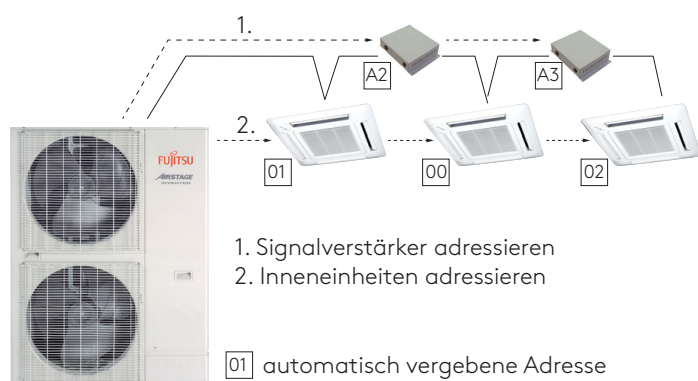 1.
A2
A3
2.
FUJITSU
AIRSTAGE
01
00
02
1. Signalverstärker adressieren
2. Inneneinheiten adressieren
01 automatisch vergebene Adresse